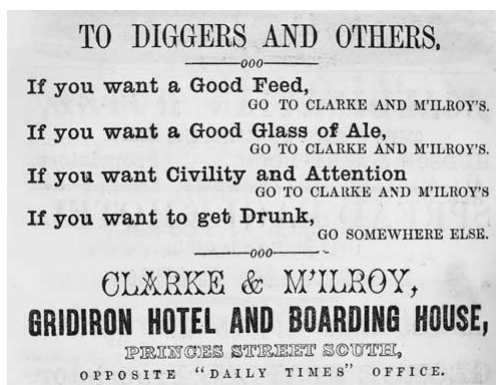 TO DIGGERS AND OTHERS.
ooo
If you want a Good Feed,
GO TO CLARKE AND M'ILROY'S.
If you want a Good Glass of Ale,
GO TO CLARKE AND M'ILROY'S.
If you want Civility and Attention
GO TO CLARKE AND M'ILROY'S
If you want to get Drunk,
GO SOMEWHERE ELSE.
ooo
CLARKE & M'ILROY,
GRIDIRON HOTEL AND BOARDING HOUSE,
PRINCES STREET SOUTH,
OPPOSITE "DAILY TIMES" OFFICE.